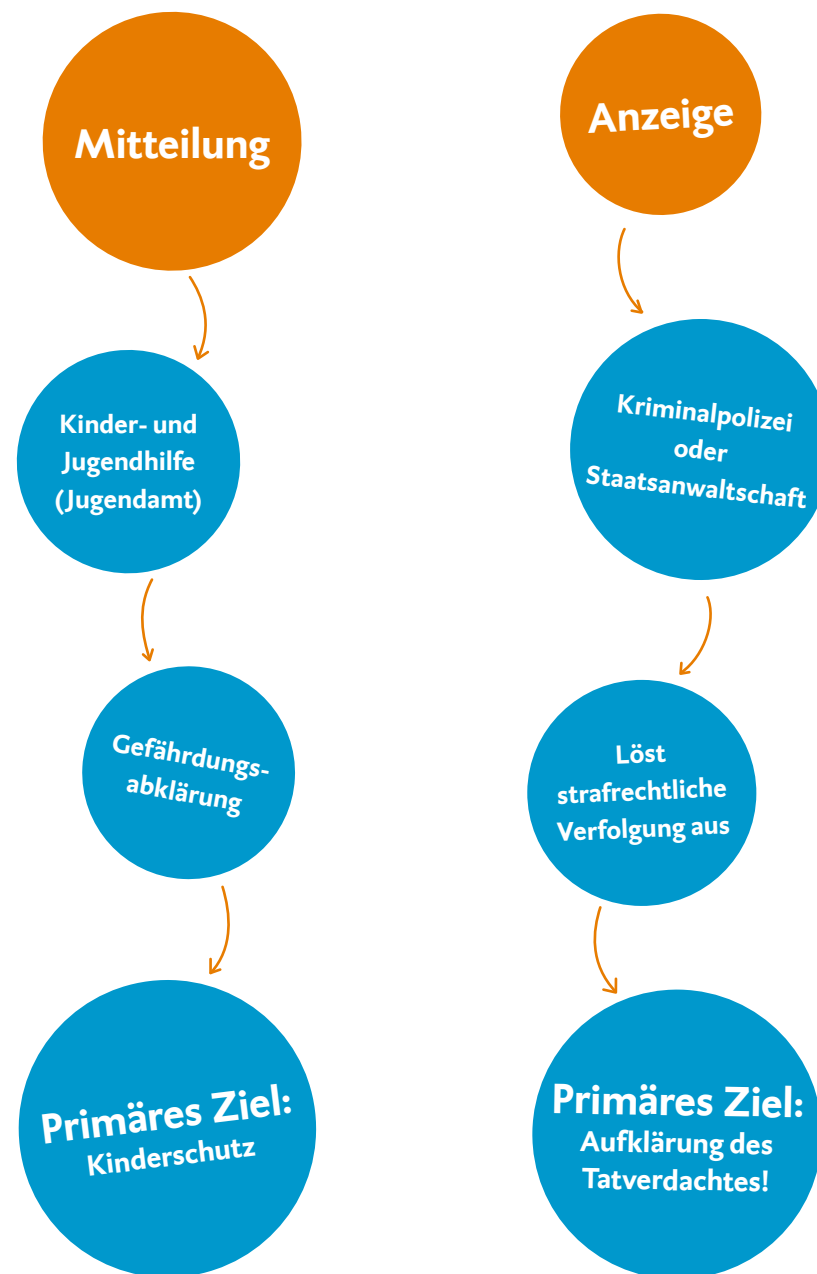 Mitteilung
Kinder- und
Jugendhilfe
(Jugendamt)
Gefährdungs-
abklärung
Primäres Ziel:
Kinderschutz
Anzeige
Kriminalpolizei
oder
Staatsanwaltschaft
Löst
strafrechtliche
Verfolgung aus
Primäres Ziel:
Aufklärung des
Tatverdachtes!